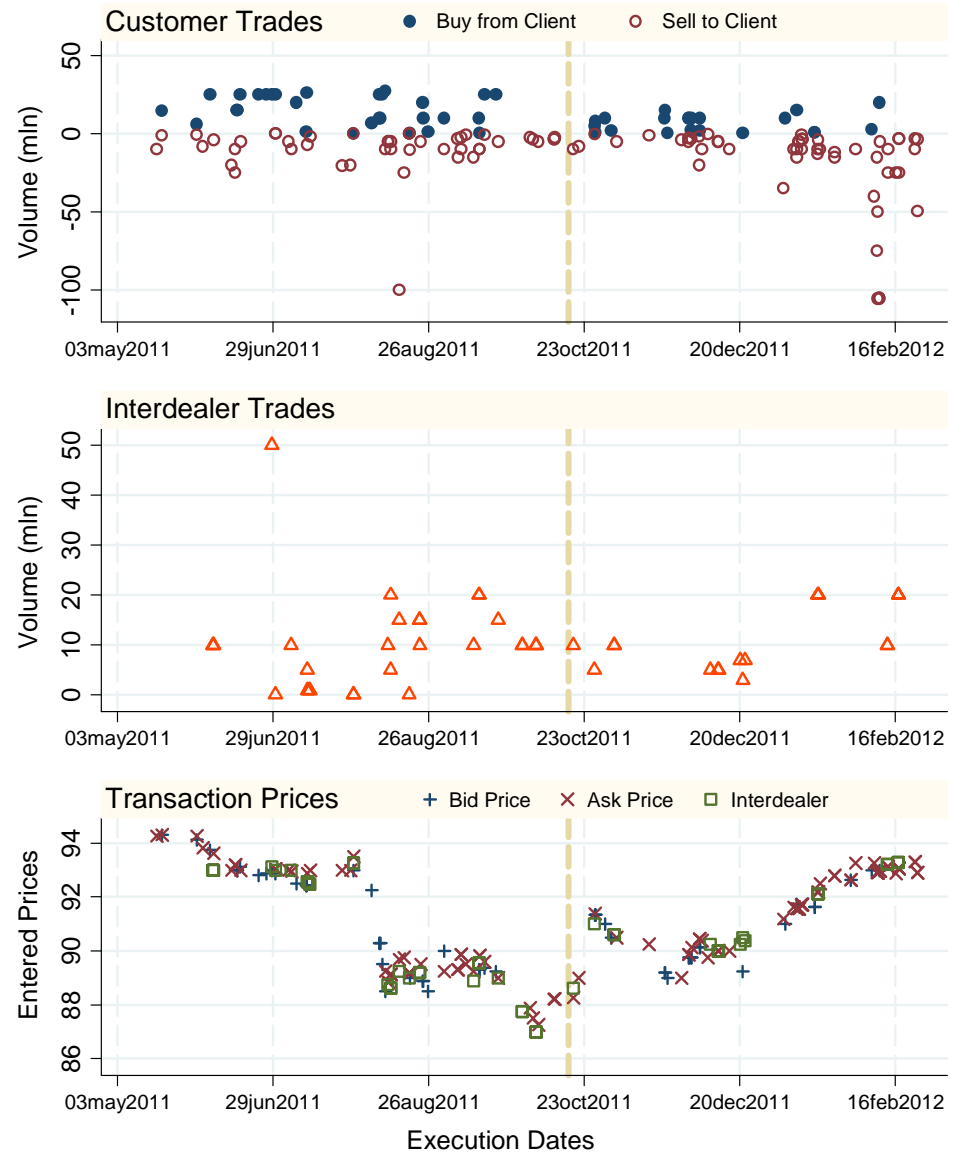 Customer Trades Buy from Client Sell to Client
Volume (mln)
50
0
-50
-100
03may2011 29jun2011 26aug2011 23oct2011 20dec2011 16feb2012
Interdealer Trades
Volume (mln)
50
40
30
20
10
0
03may2011 29jun2011 26aug2011 23oct2011 20dec2011 16feb2012
Transaction Prices Bid Price Ask Price Interdealer
Entered Prices
94
92
90
88
86
03may2011 29jun2011 26aug2011 23oct2011 20dec2011 16feb2012
Execution Dates